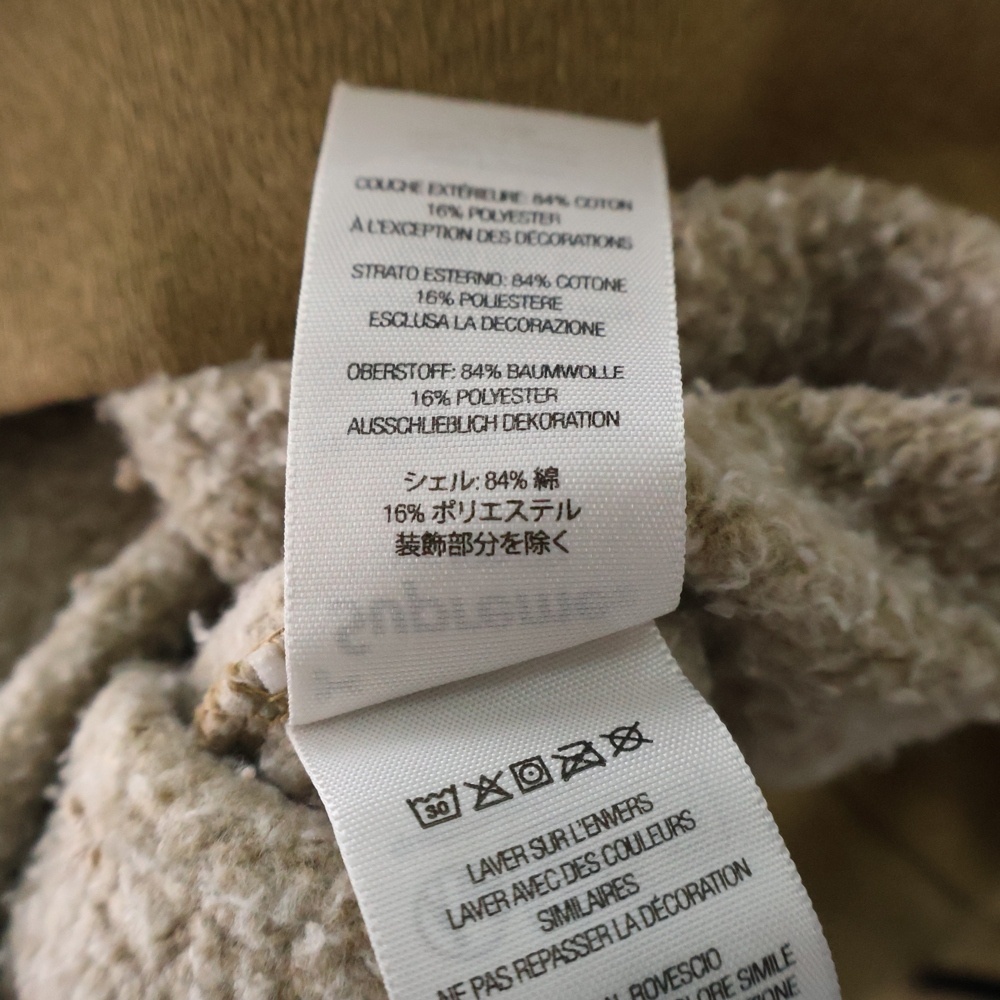 COUCHE EXTÉRIEURE: 84% COTON
16% POLYESTER
À L'EXCEPTION DES DÉCORATIONS
STRATO ESTERNO: 84% COTONE
16% POLIESTERE
ESCLUSA LA DECORAZIONE
OBERSTOFF: 84% BAUMWOLLE
16% POLYESTER
AUSSCHLIEBLICH DEKORATION
シェル: 84% 綿
16% ポリエステル
装飾部分を除く
30
LAVER SUR L'ENVERS
LAVER AVEC DES COULEURS
SIMILAIRES
NE PAS REPASSER LA DÉCORATION
ROVESCIO
SIMILE